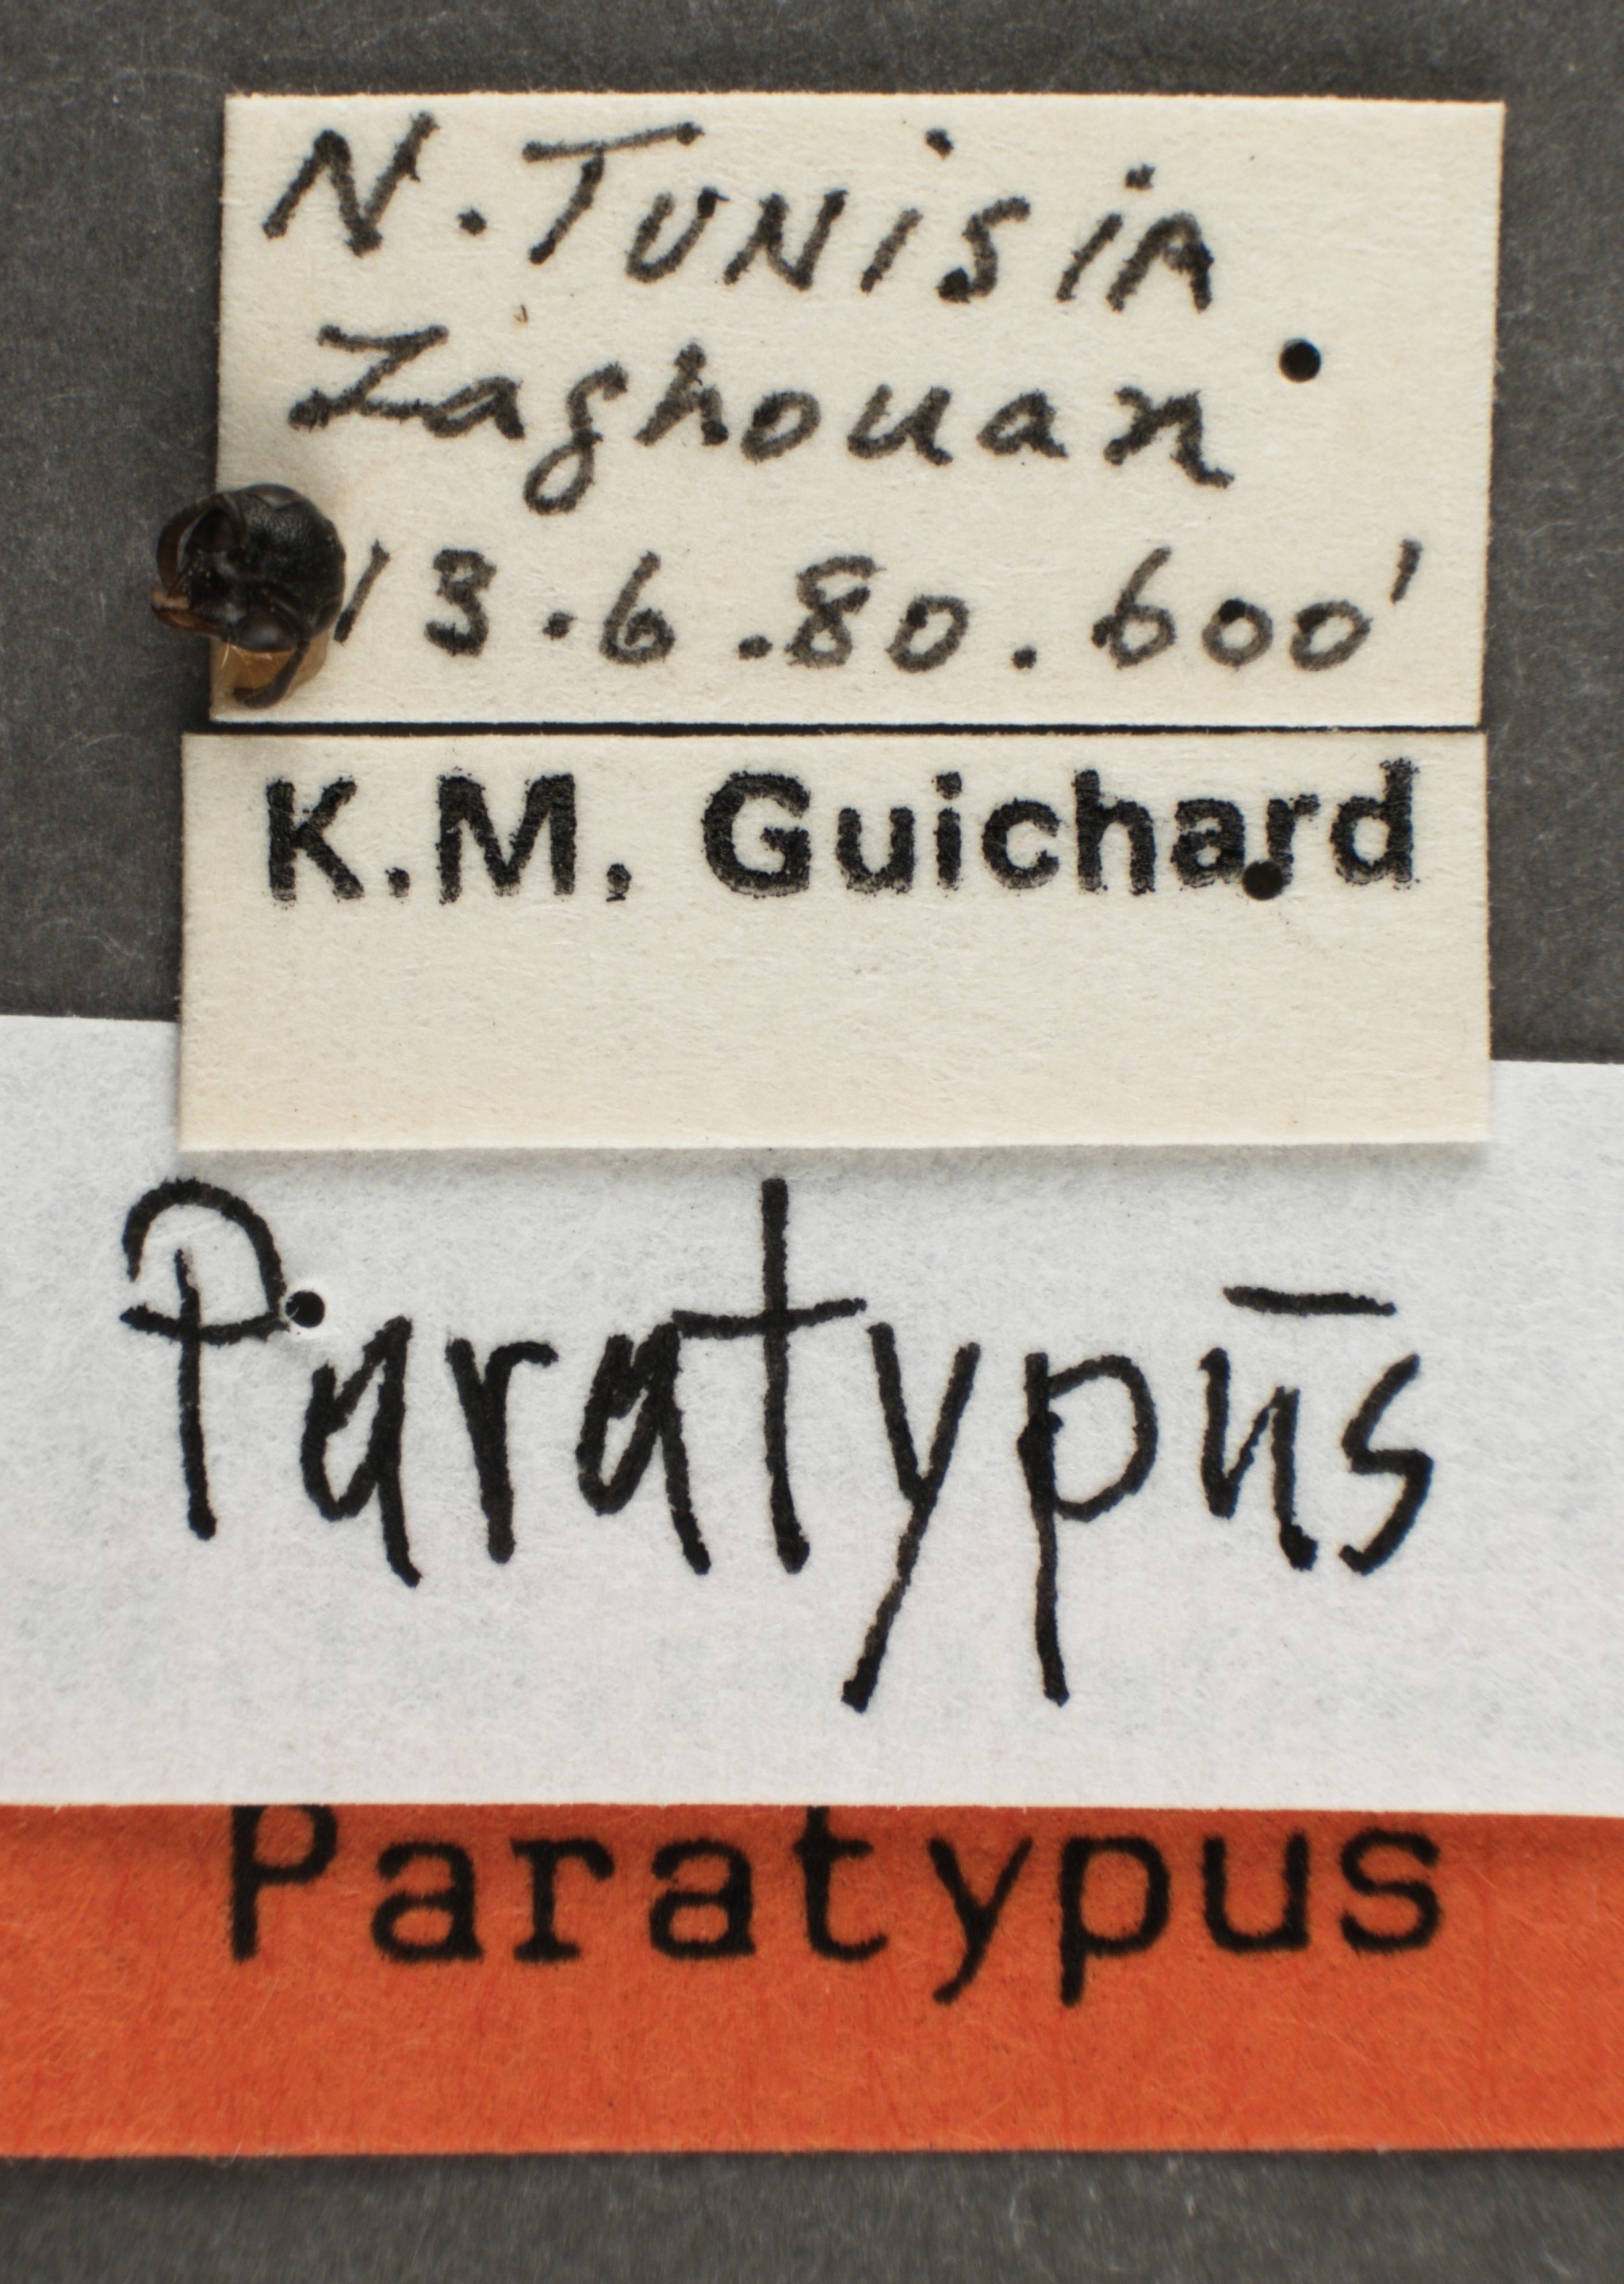 N. TUNISIA
Zaghouan
13.6.80. 600'
K.M. Guichard
Paratypūs
Paratypus